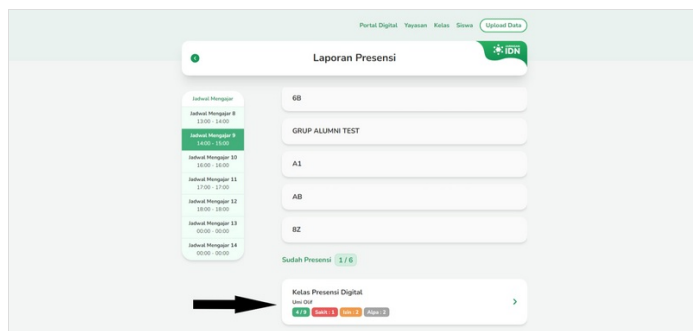 Portal Digital Yayasan Kelas Siswa Upload Data
Laporan Presensi
IDN
Jadwal Mengajar
Jadwal Mengajar 8
13:00 - 14:00
Jadwal Mengajar 9
14:00 - 15:00
Jadwal Mengajar 10
16:00 - 16:00
Jadwal Mengajar 11
17:00 - 17:00
Jadwal Mengajar 12
18:00 - 18:00
Jadwal Mengajar 13
00:00 - 00:00
Jadwal Mengajar 14
00:00 - 00:00
6B
GRUP ALUMNI TEST
A1
AB
8Z
Sudah Presensi 1 / 6
Kelas Presensi Digital
Umi
4 / 9 Sakit : 1 Izin : 2 Alpa : 2